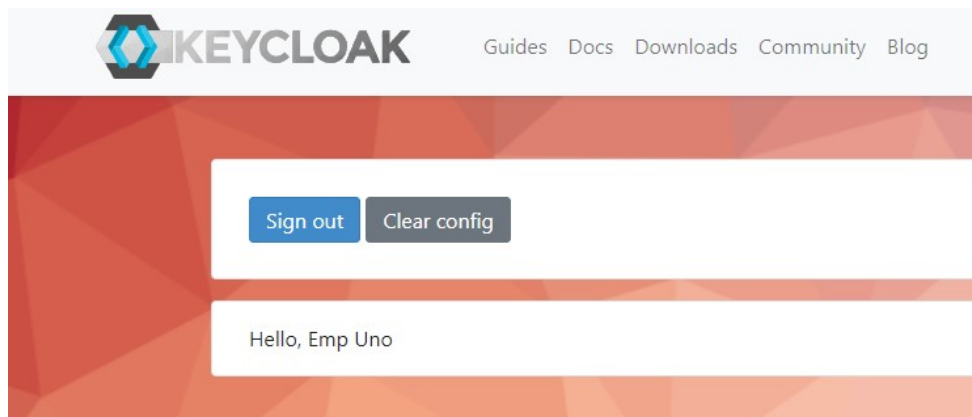 KEYCLOAK Guides Docs Downloads Community Blog
Sign out Clear config
Hello, Emp Uno